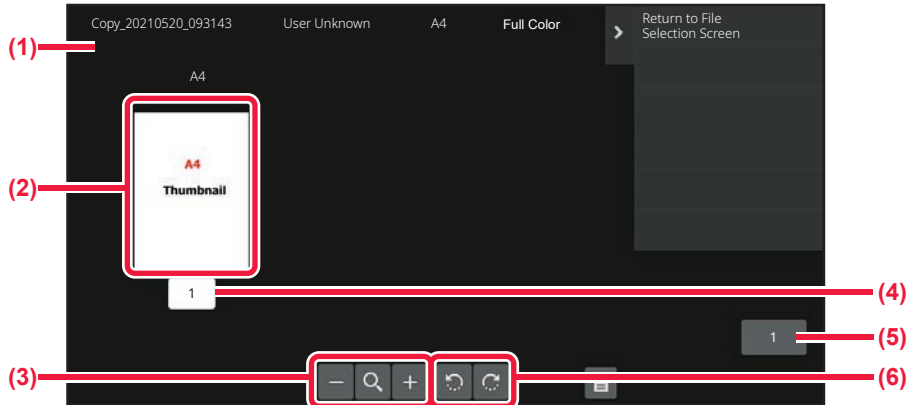 Copy_20210520_093143 User Unknown A4 Full Color
Return to File
Selection Screen
(1)
A4
(2)
A4
Thumbnail
1
(4)
1
(5)
(3)
(6)